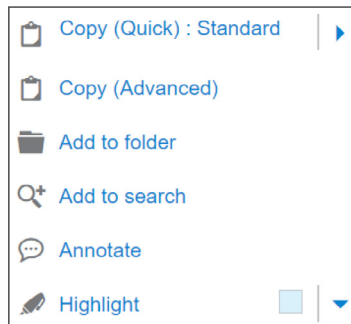 Copy (Quick) : Standard
Copy (Advanced)
Add to folder
Add to search
Annotate
Highlight